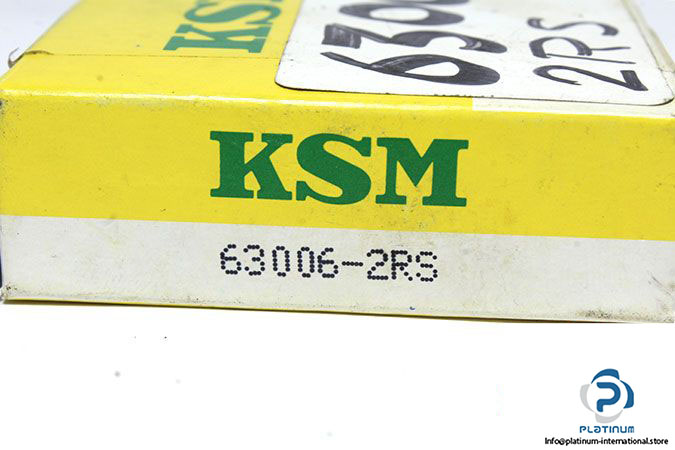 KSM
2RS
KSM
63006-2RS
PLATINUM
Info@platinum-international.store